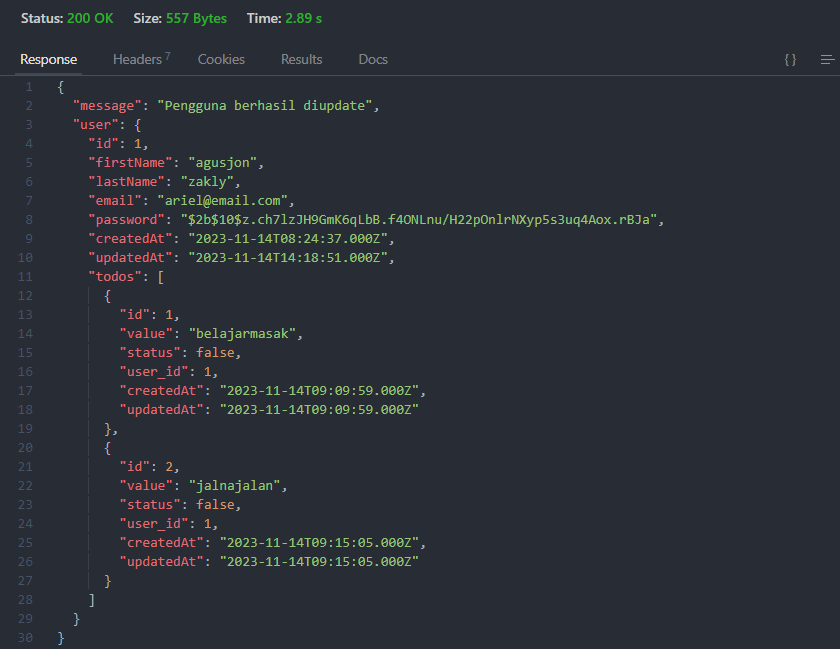 Status: 200 OK Size: 557 Bytes Time: 2.89 s
Response Headers 7 Cookies Results Docs { }
1 {
2 "message": "Pengguna berhasil diupdate",
3 "user": {
4 "id": 1,
5 "firstName": "agusjon",
6 "lastName": "zakly",
7 "email": "ariel@email.com",
8 "password": "$2b$10$z.ch7lzJH9GmK6qLbB.f4ONLnu/H22pOnlrNXyp5s3uq4Aox.rBJa",
9 "createdAt": "2023-11-14T08:24:37.000Z",
10 "updatedAt": "2023-11-14T14:18:51.000Z",
11 "todos": [
12 {
13 "id": 1,
14 "value": "belajarmasak",
15 "status": false,
16 "user_id": 1,
17 "createdAt": "2023-11-14T09:09:59.000Z",
18 "updatedAt": "2023-11-14T09:09:59.000Z"
19 },
20 {
21 "id": 2,
22 "value": "jalnajalan",
23 "status": false,
24 "user_id": 1,
25 "createdAt": "2023-11-14T09:15:05.000Z",
26 "updatedAt": "2023-11-14T09:15:05.000Z"
27 }
28 ]
29 }
30 }